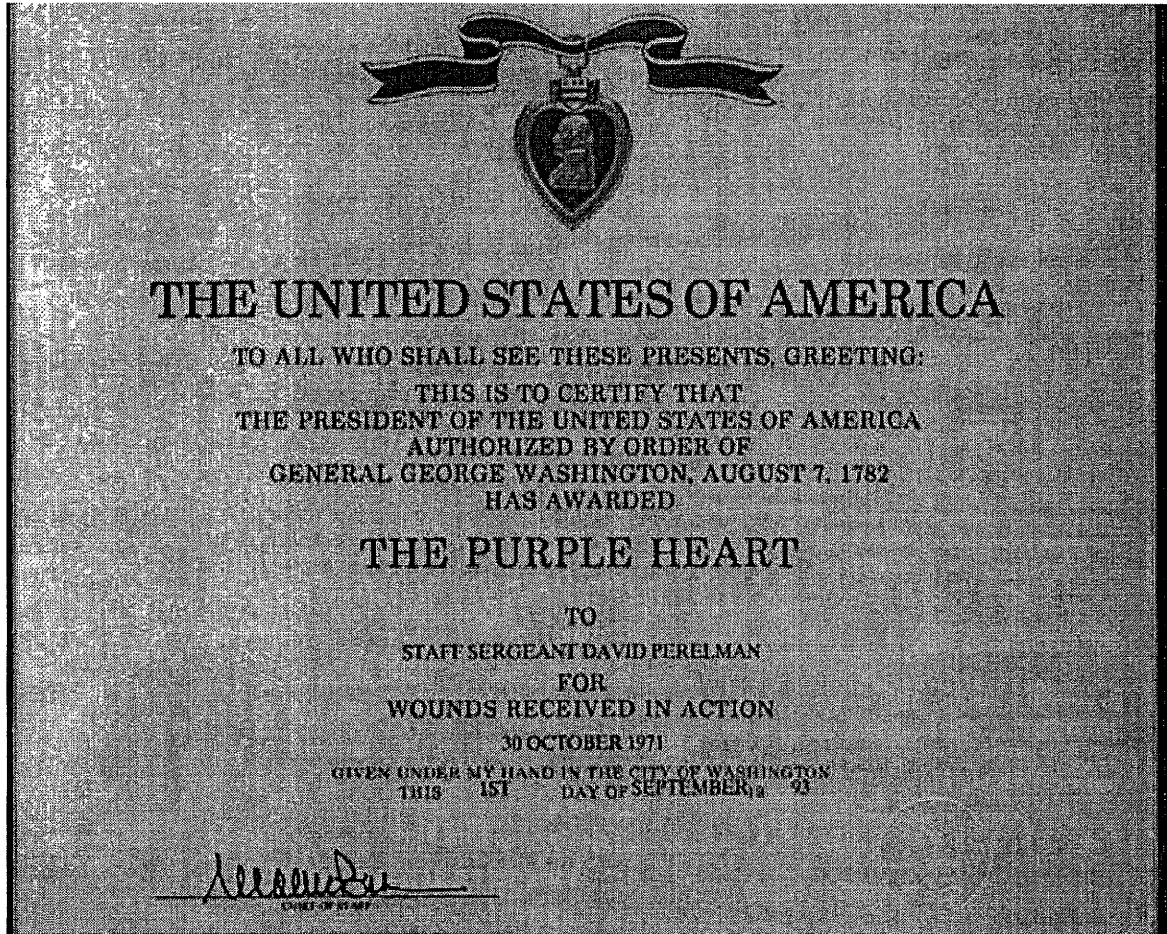 THE UNITED STATES OF AMERICA
TO ALL WHO SHALL SEE THESE PRESENTS, GREETING:
THIS IS TO CERTIFY THAT
THE PRESIDENT OF THE UNITED STATES OF AMERICA
AUTHORIZED BY ORDER OF
GENERAL GEORGE WASHINGTON, AUGUST 7, 1782
HAS AWARDED
THE PURPLE HEART
TO
STAFF SERGEANT DAVID PERELMAN
FOR
WOUNDS RECEIVED IN ACTION
30 OCTOBER 1971
GIVEN UNDER MY HAND IN THE CITY OF WASHINGTON
THIS 1ST DAY OF SEPTEMBER 19 93
CHIEF OF STAFF